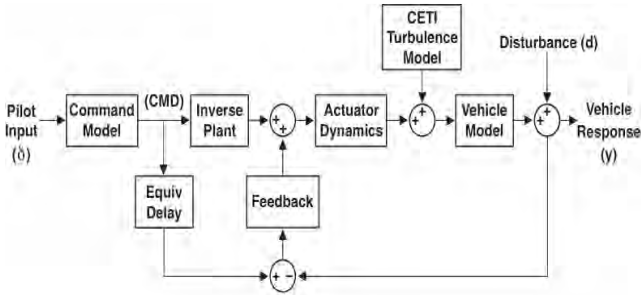 CETI
Turbulence
Model
Disturbance (d)
Pilot
Input
(δ)
Command
Model
(CMD)
Inverse
Plant
+
+
Actuator
Dynamics
+
+
Vehicle
Model
+
+
Vehicle
Response
(y)
Equiv
Delay
Feedback
+ −